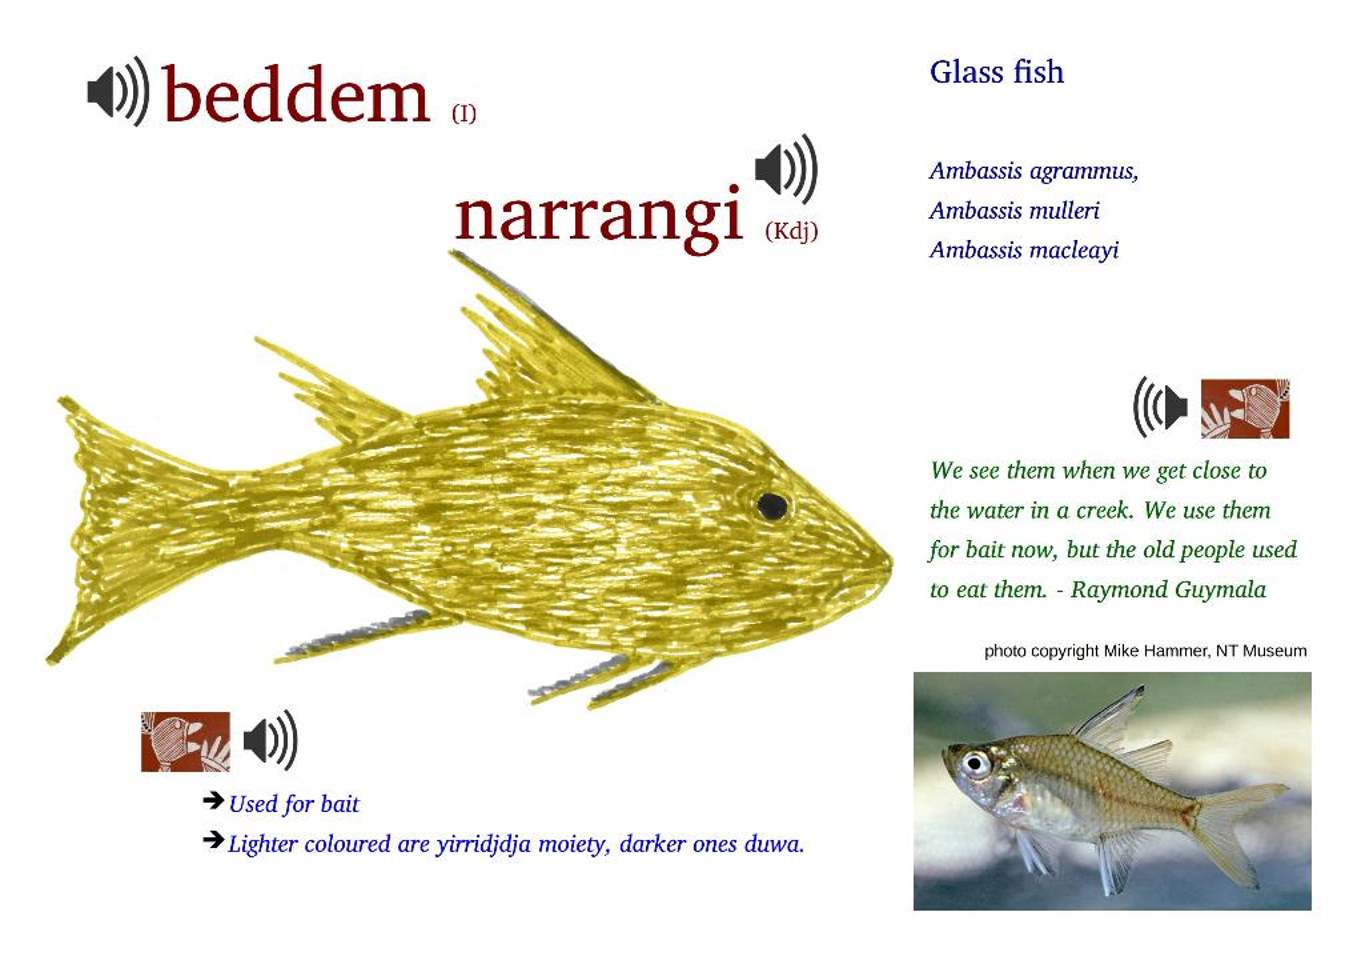 beddem (I)
narrangi (Kdj)
Glass fish
Ambassis agrammus,
Ambassis mulleri
Ambassis macleayi
We see them when we get close to
the water in a creek. We use them
for bait now, but the old people used
to eat them. - Raymond Guymala
photo copyright Mike Hammer, NT Museum
➔ Used for bait
➔ Lighter coloured are yirridjdja moiety, darker ones duwa.